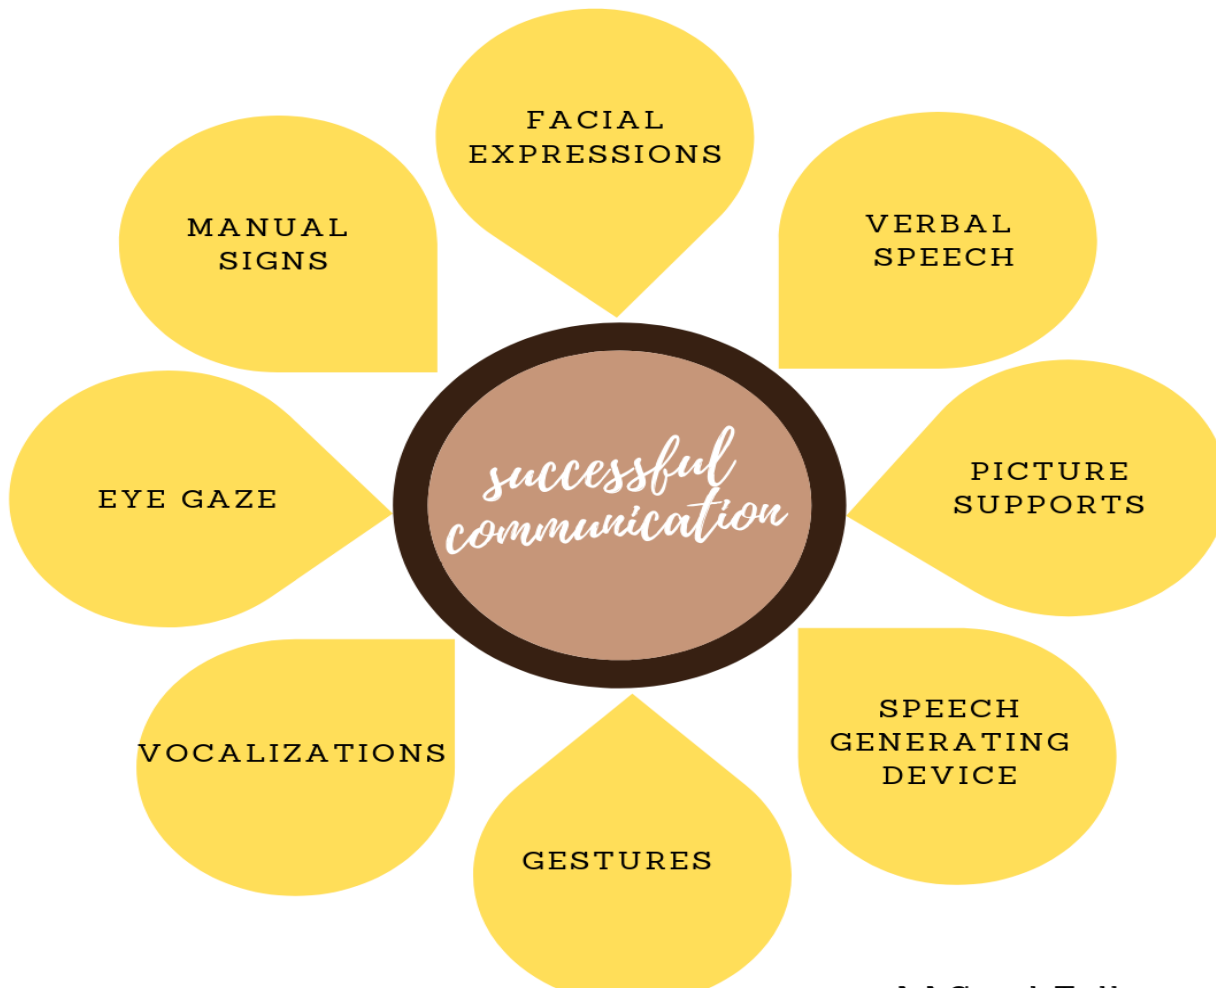 FACIAL
EXPRESSIONS
VERBAL
SPEECH
PICTURE
SUPPORTS
SPEECH
GENERATING
DEVICE
GESTURES
VOCALIZATIONS
EYE GAZE
MANUAL
SIGNS
successful
communication